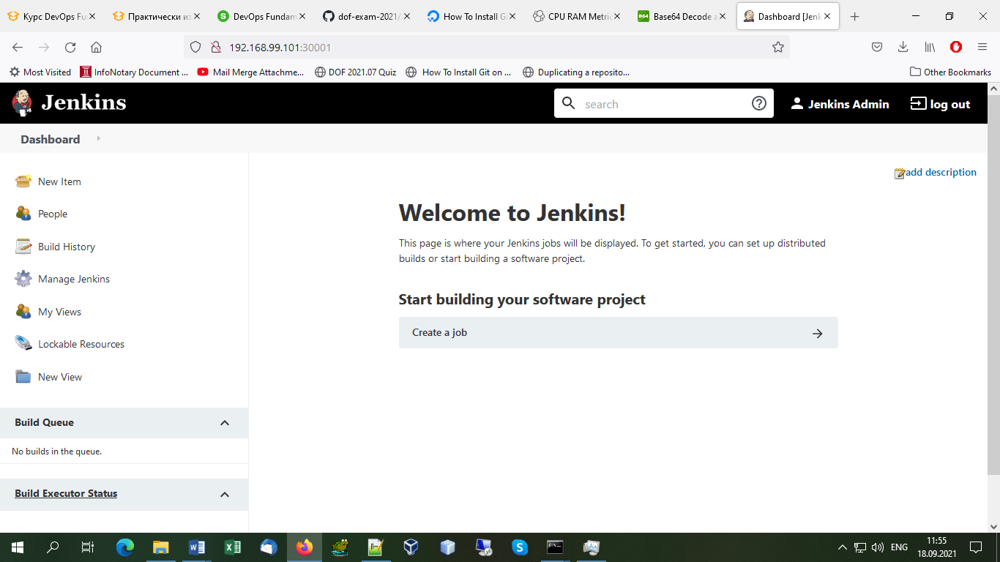 Курс DevOps Fu
Практически из
DevOps Fundam
dof-exam-2021/
How To Install Gi
CPU RAM Metric
Base64 Decode a
Dashboard [Jenk
192.168.99.101:30001
Most Visited
InfoNotary Document ...
Mail Merge Attachme...
DOF 2021.07 Quiz
How To Install Git on ...
Duplicating a reposito...
Other Bookmarks
Jenkins
search
Jenkins Admin
log out
Dashboard
add description
New Item
People
Build History
Manage Jenkins
My Views
Lockable Resources
New View
Build Queue
No builds in the queue.
Build Executor Status
Welcome to Jenkins!
This page is where your Jenkins jobs will be displayed. To get started, you can set up distributed
builds or start building a software project.
Start building your software project
Create a job
ENG
11:55
18.09.2021